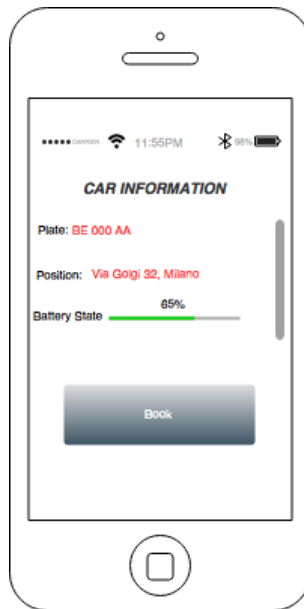 CARRIER 11:55PM 98%
CAR INFORMATION
Plate: BE 000 AA
Position: Via Golgi 32, Milano
65%
Battery State
Book